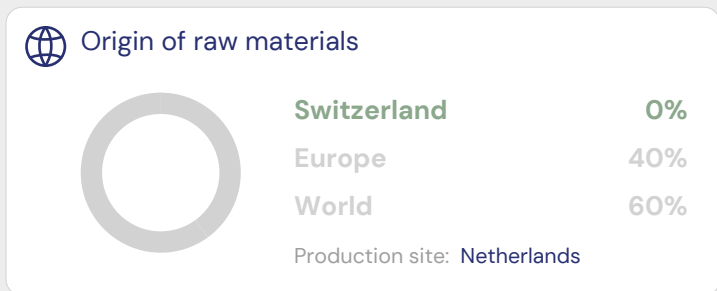 Origin of raw materials
Switzerland 0%
Europe 40%
World 60%
Production site: Netherlands